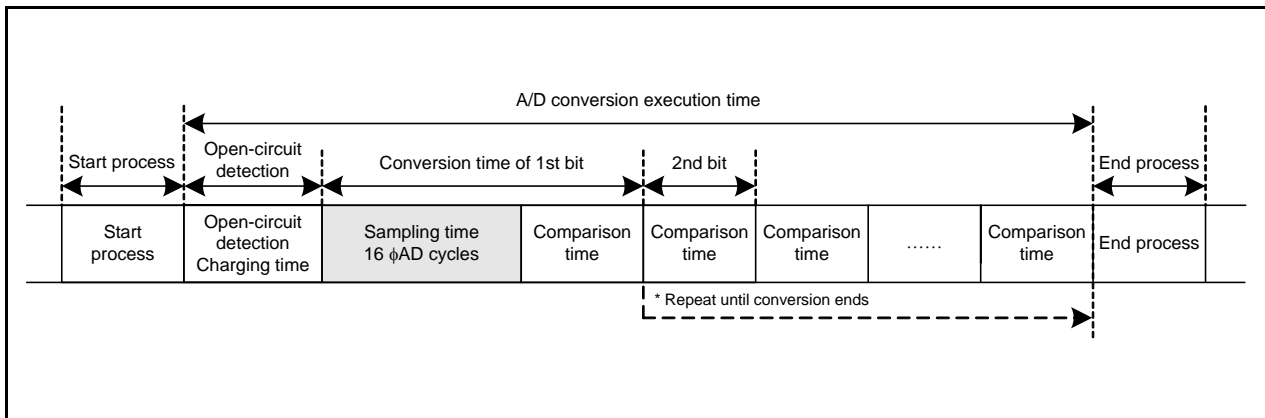 A/D conversion execution time
Start process
Open-circuit
detection
Conversion time of 1st bit
2nd bit
End process
Start
process
Open-circuit
detection
Charging time
Sampling time
16 ϕAD cycles
Comparison
time
Comparison
time
Comparison
time
......
Comparison
time
End process
* Repeat until conversion ends